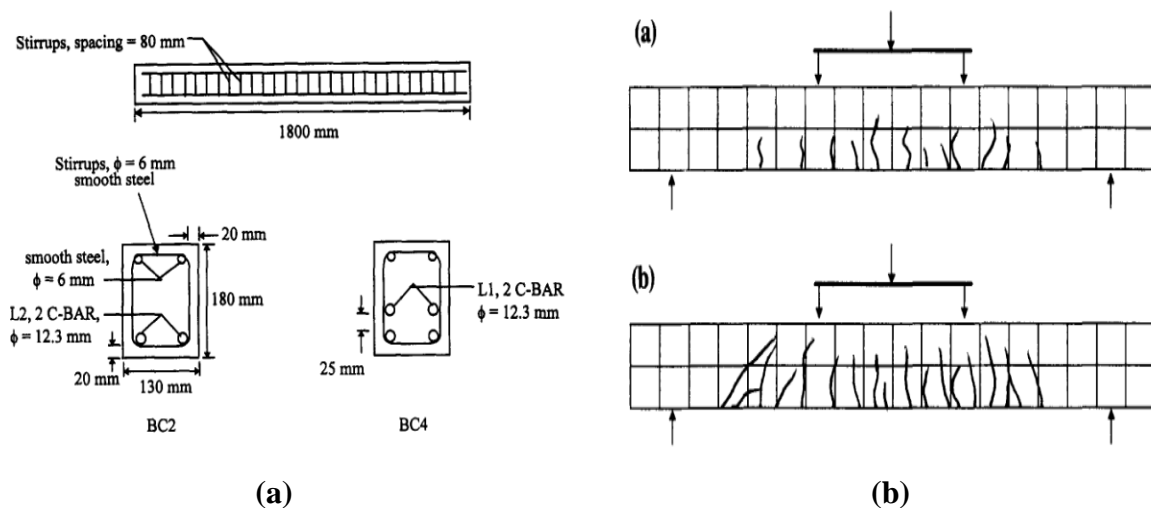 Stirrups, spacing = 80 mm
1800 mm
Stirrups, ϕ = 6 mm
smooth steel
20 mm
smooth steel,
ϕ = 6 mm
180 mm
L2, 2 C-BAR,
ϕ = 12.3 mm
20 mm
130 mm
BC2
L1, 2 C-BAR
ϕ = 12.3 mm
25 mm
BC4
(a)
(a)
(b)
(b)